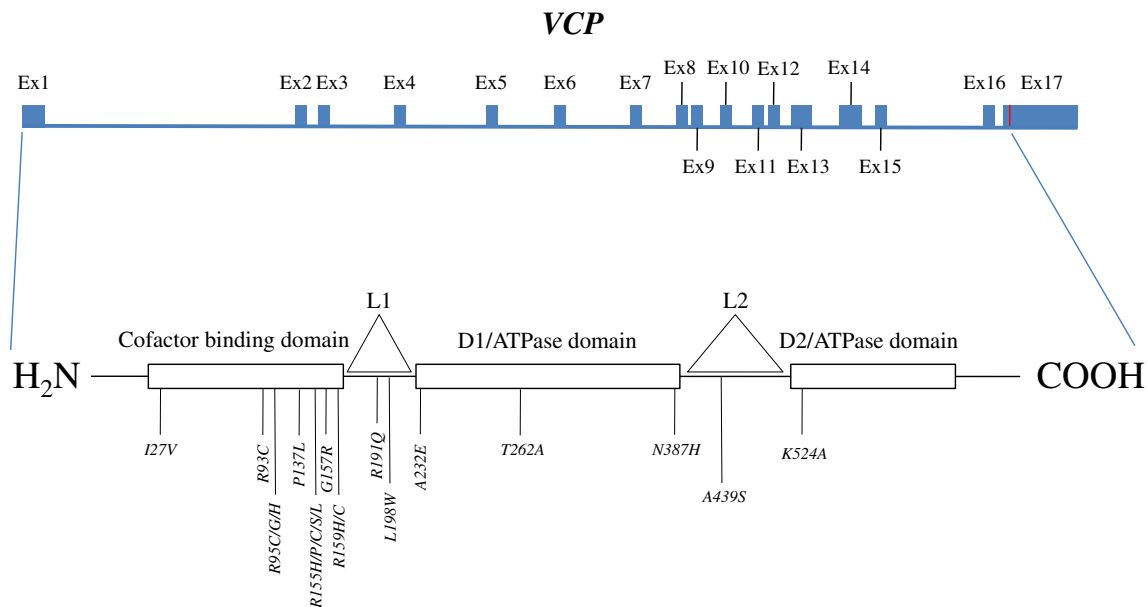 VCP
Ex1 Ex2 Ex3 Ex4 Ex5 Ex6 Ex7 Ex8 Ex10 Ex12 Ex14 Ex16 Ex17
Ex9 Ex11 Ex13 Ex15
L1 L2
Cofactor binding domain D1/ATPase domain D2/ATPase domain
H₂N COOH
I27V
R93C
R95C/G/H
P137L
R155H/P/C/S/L
G157R
R159H/C
R191Q
L198W
A232E
T262A
N387H
A439S
K524A